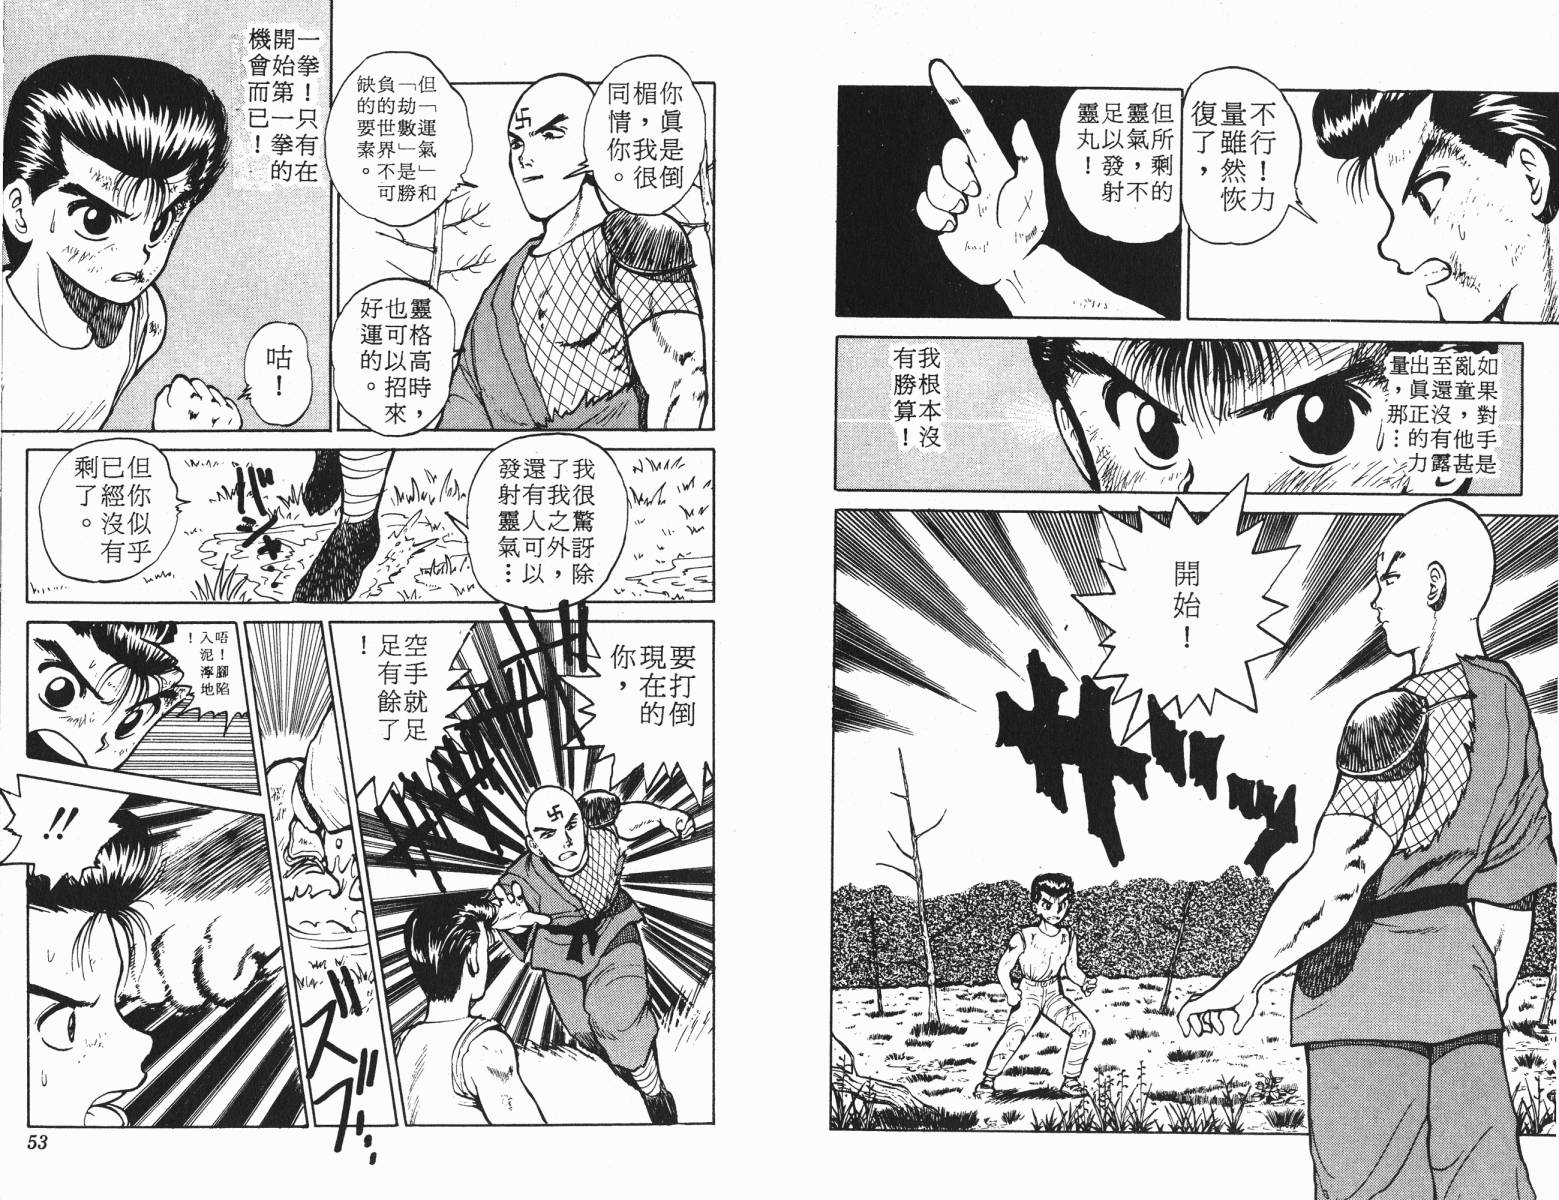 不行！力
量雖然恢
復了，
但所剩的
靈氣，不
足以發射
靈丸！
如果對手是
亂童，他甚
至還沒有露
出真正的力
量，那…
我根本沒
有勝算！
開始！
你真是倒
楣，我很
同情你。
但「運氣」和
「劫數」是勝
負的世界不可
缺的要素。
靈格高時，
也可以招來
好運的。
一拳！只有在
開始第一拳的
機會而已！
咕！
我很驚訝除
了我之外，
還有人可以
發射靈氣…
但你似乎
已經沒有
剩了。
要打倒
現在的
你，
空手就足
足有餘了
！
唔！腳陷
入泥濘地
！
!!
ズズ
53